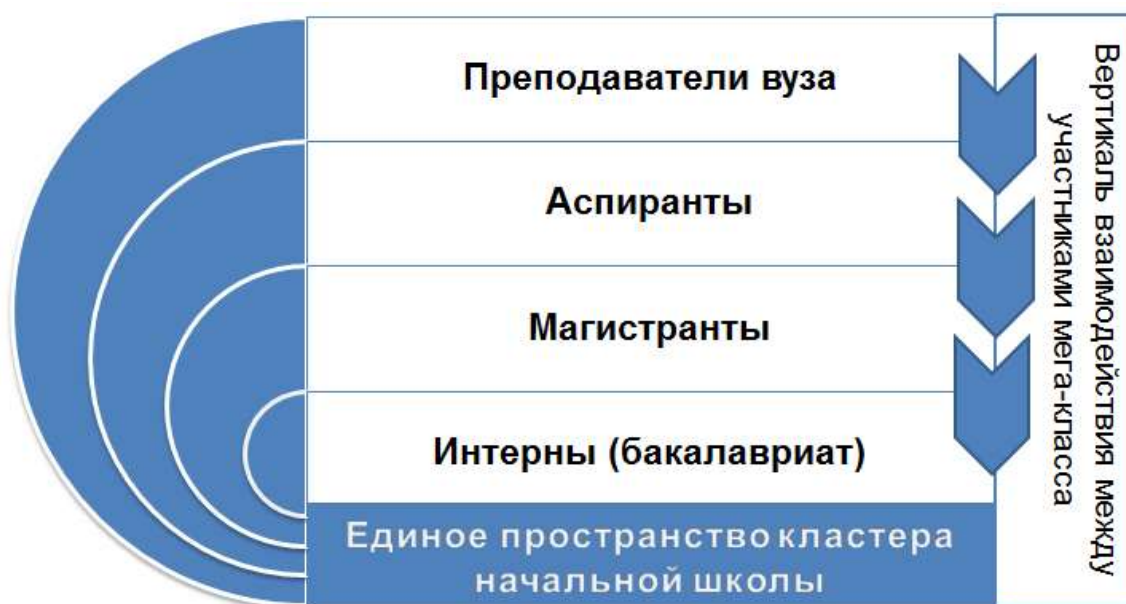 Преподаватели вуза
Аспиранты
Магистранты
Интерны (бакалавриат)
Единое пространство кластера
начальной школы
Вертикаль взаимодействия между
участниками мега-класса